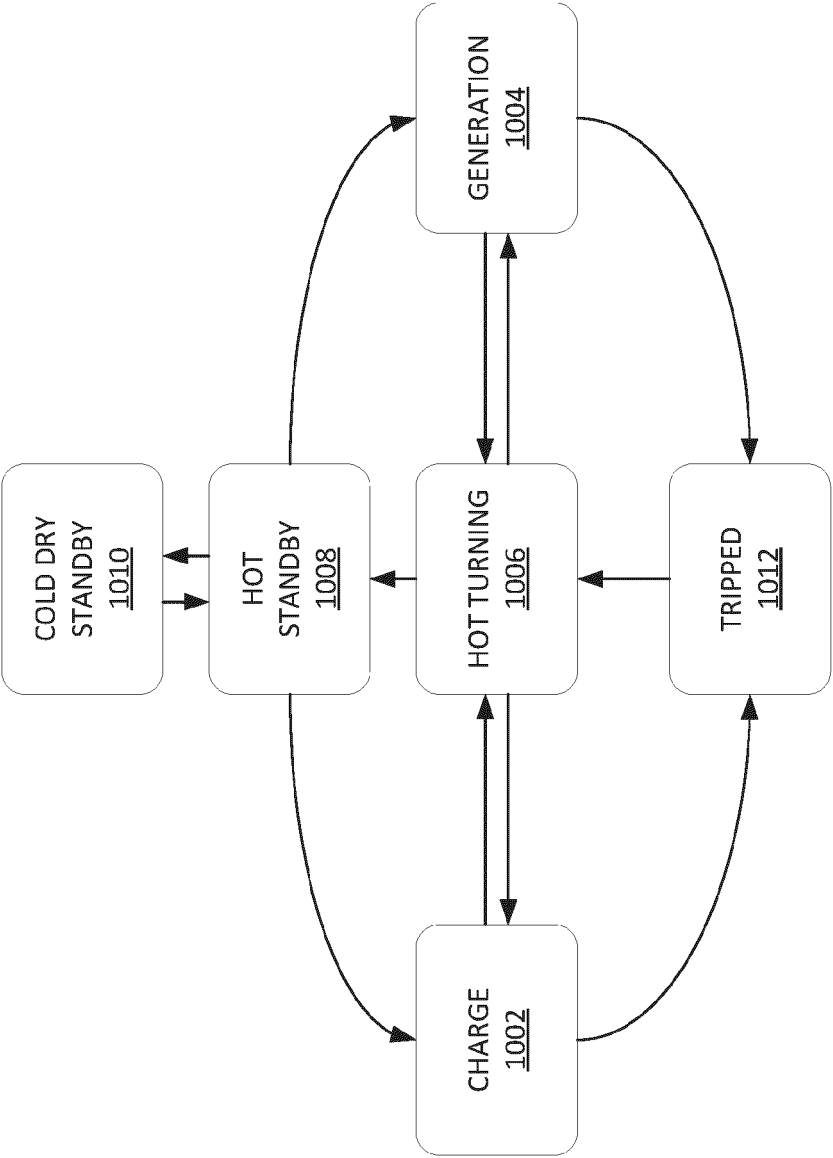 COLD DRY
STANDBY
1010
HOT
STANDBY
1008
CHARGE
1002
HOT TURNING
1006
GENERATION
1004
TRIPPED
1012